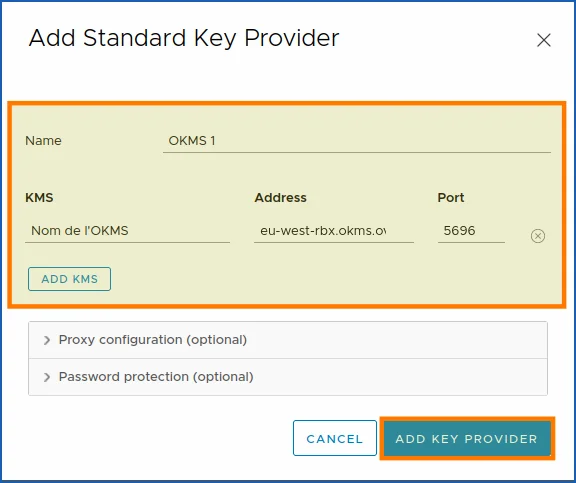 Add Standard Key Provider
Name OKMS 1
KMS Address Port
Nom de l'OKMS eu-west-rbx.okms.ov 5696
ADD KMS
Proxy configuration (optional)
Password protection (optional)
CANCEL ADD KEY PROVIDER